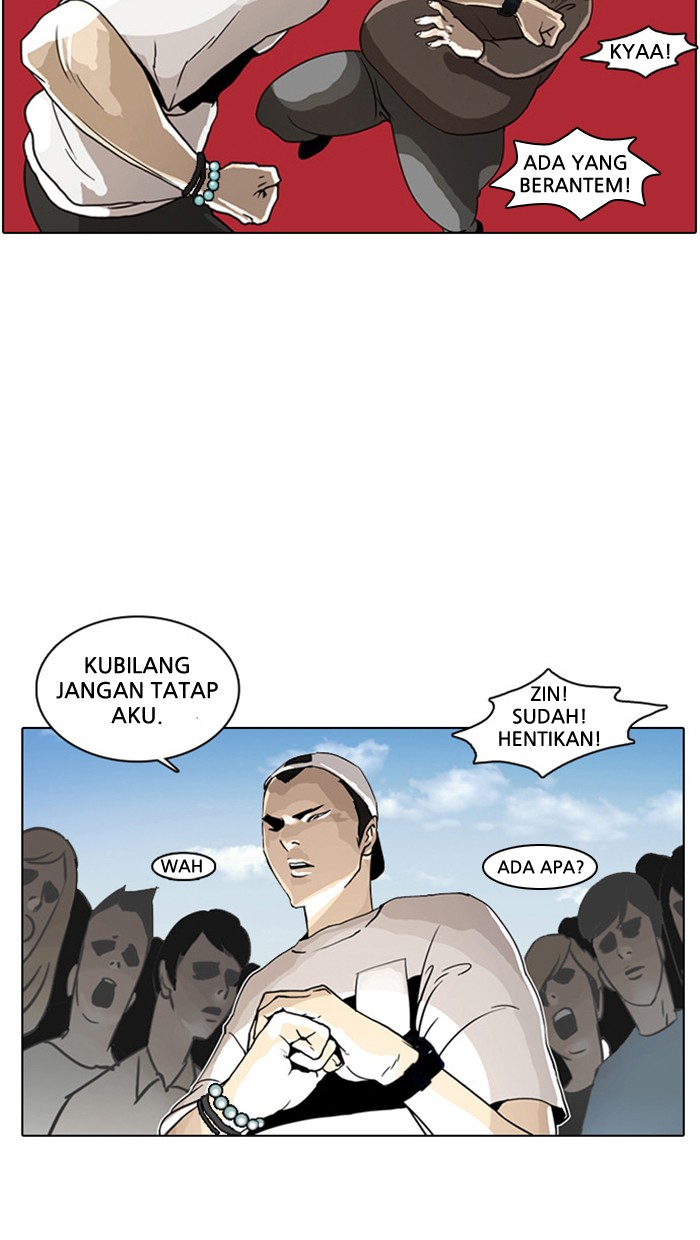 KYAA!
ADA YANG
BERANTEM!
KUBILANG
JANGAN TATAP
AKU.
ZIN!
SUDAH!
HENTIKAN!
WAH
ADA APA?